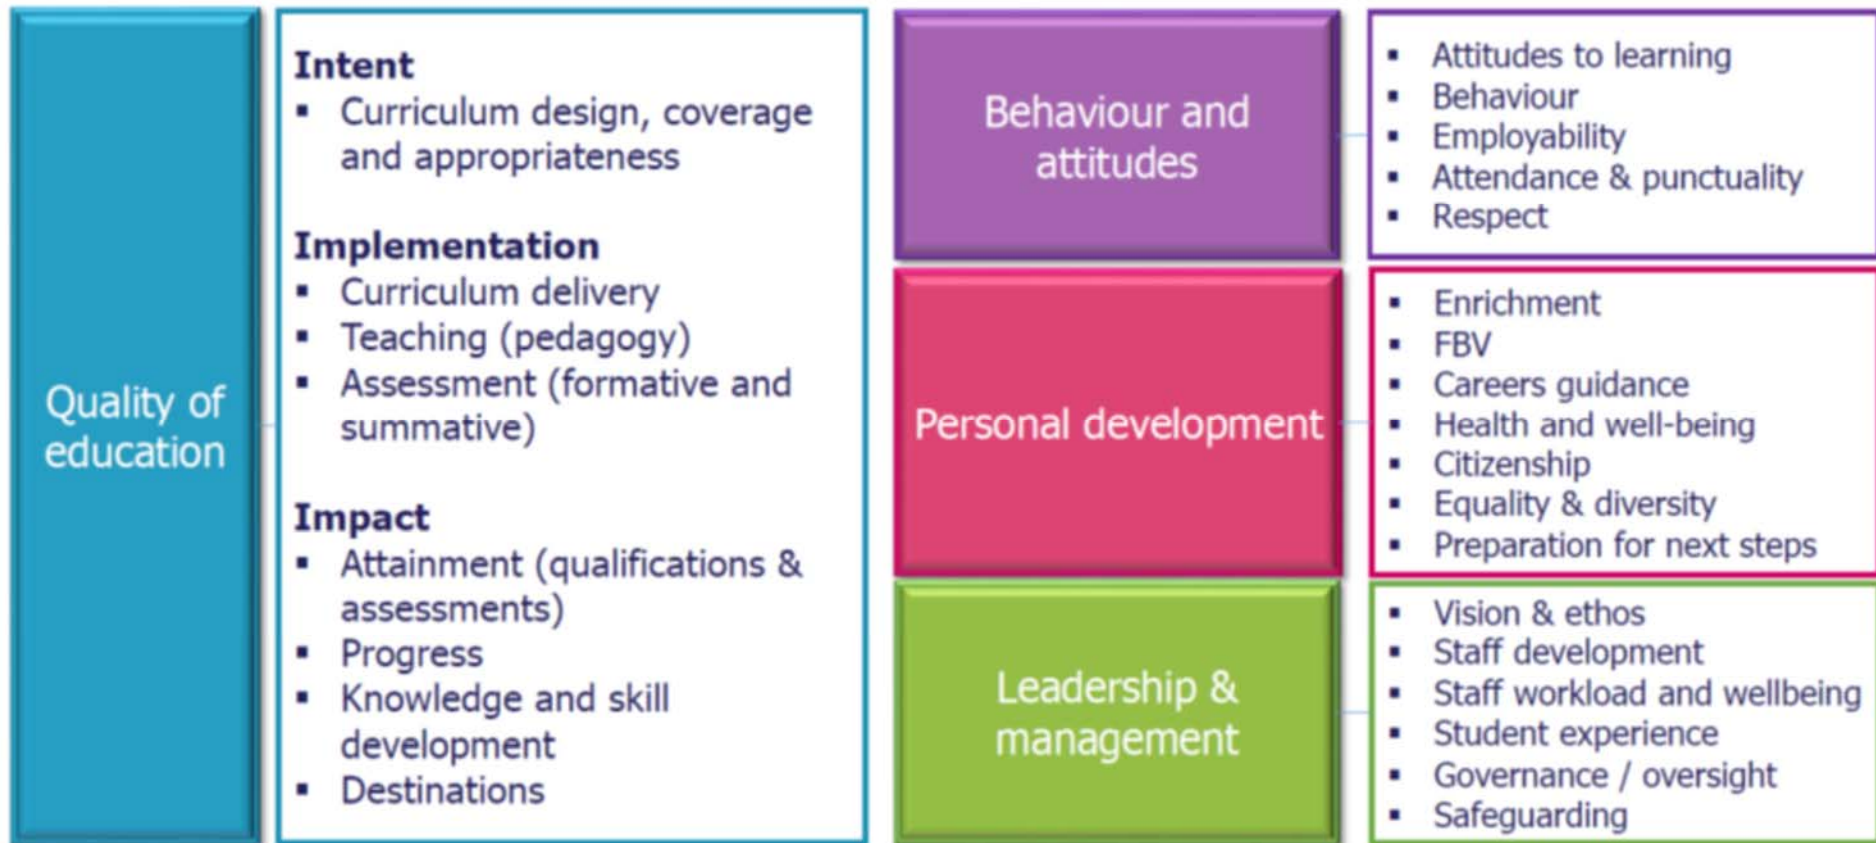 Quality of
education
Intent
▪ Curriculum design, coverage
and appropriateness
Implementation
▪ Curriculum delivery
▪ Teaching (pedagogy)
▪ Assessment (formative and
summative)
Impact
▪ Attainment (qualifications &
assessments)
▪ Progress
▪ Knowledge and skill
development
▪ Destinations
Behaviour and
attitudes
▪ Attitudes to learning
▪ Behaviour
▪ Employability
▪ Attendance & punctuality
▪ Respect
Personal development
▪ Enrichment
▪ FBV
▪ Careers guidance
▪ Health and well-being
▪ Citizenship
▪ Equality & diversity
▪ Preparation for next steps
Leadership &
management
▪ Vision & ethos
▪ Staff development
▪ Staff workload and wellbeing
▪ Student experience
▪ Governance / oversight
▪ Safeguarding